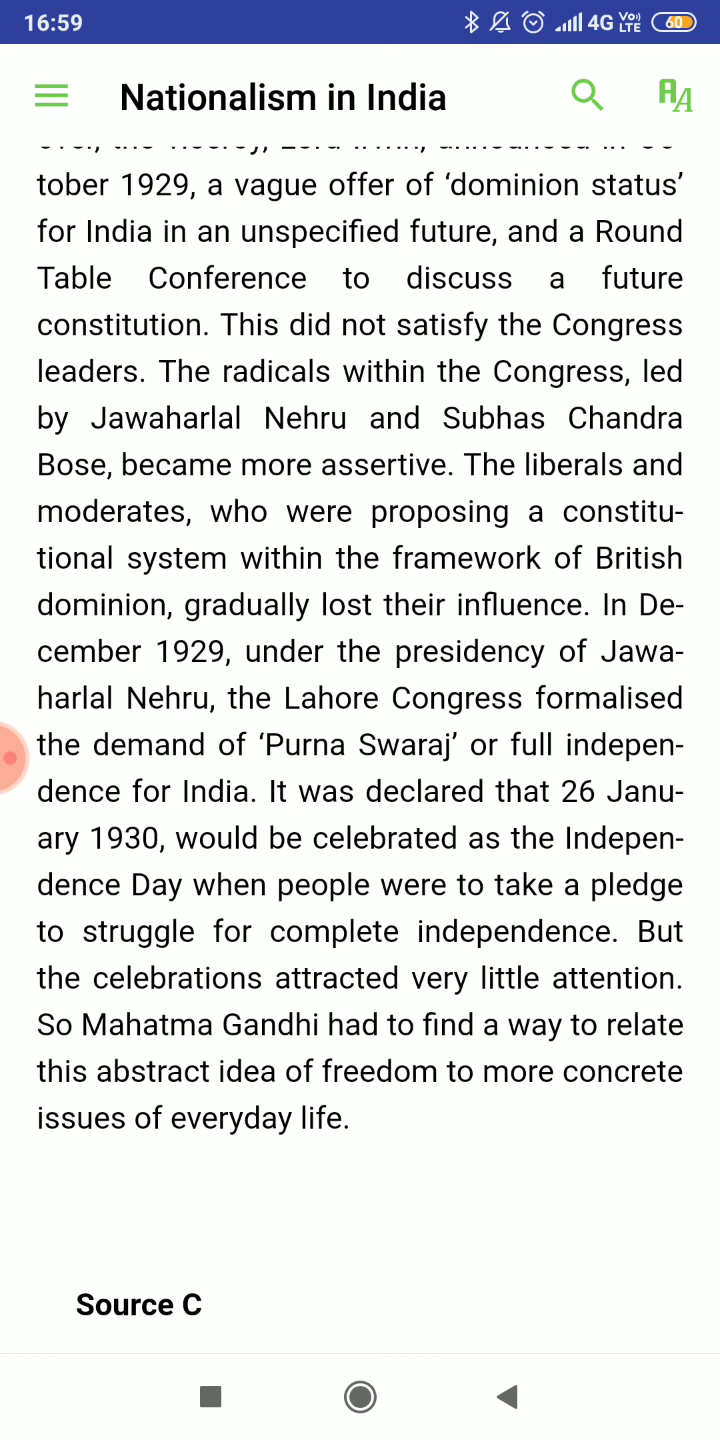 16:59 4G Vo)) LTE 60
Nationalism in India
tober 1929, a vague offer of ‘dominion status’
for India in an unspecified future, and a Round
Table Conference to discuss a future
constitution. This did not satisfy the Congress
leaders. The radicals within the Congress, led
by Jawaharlal Nehru and Subhas Chandra
Bose, became more assertive. The liberals and
moderates, who were proposing a constitu-
tional system within the framework of British
dominion, gradually lost their influence. In De-
cember 1929, under the presidency of Jawa-
harlal Nehru, the Lahore Congress formalised
the demand of ‘Purna Swaraj’ or full indepen-
dence for India. It was declared that 26 Janu-
ary 1930, would be celebrated as the Indepen-
dence Day when people were to take a pledge
to struggle for complete independence. But
the celebrations attracted very little attention.
So Mahatma Gandhi had to find a way to relate
this abstract idea of freedom to more concrete
issues of everyday life.
Source C